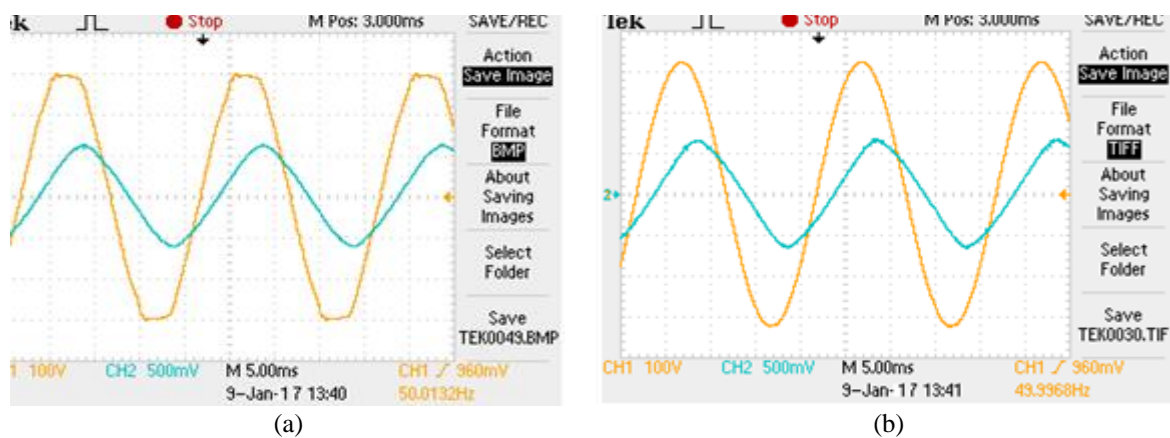 Stop M Pos: 3.000ms SAVE/REC
Action
Save Image
File
Format
BMP
About
Saving
Images
Select
Folder
Save
TEK0049.BMP
100V CH2 500mV M 5.00ms CH1 960mV
9-Jan-17 13:40 50.0132Hz
(a)
Tek Stop M Pos: 3.000ms SAVE/REC
Action
Save Image
File
Format
TIFF
About
Saving
Images
Select
Folder
Save
TEK0030.TIF
2
CH1 100V CH2 500mV M 5.00ms CH1 960mV
9-Jan-17 13:41 49.9968Hz
(b)